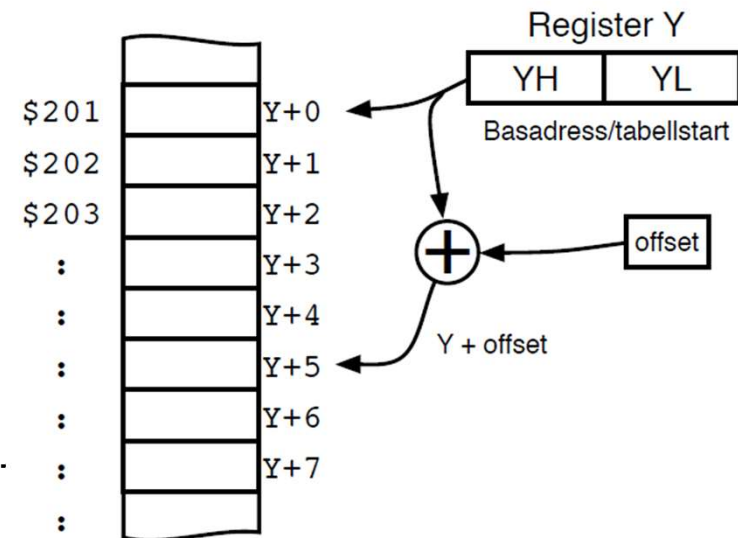 Register Y
YH YL
Basadress/tabellstart
$201 Y+0
$202 Y+1
$203 Y+2
: Y+3
: Y+4
: Y+5
: Y+6
: Y+7
:
offset
+
Y + offset